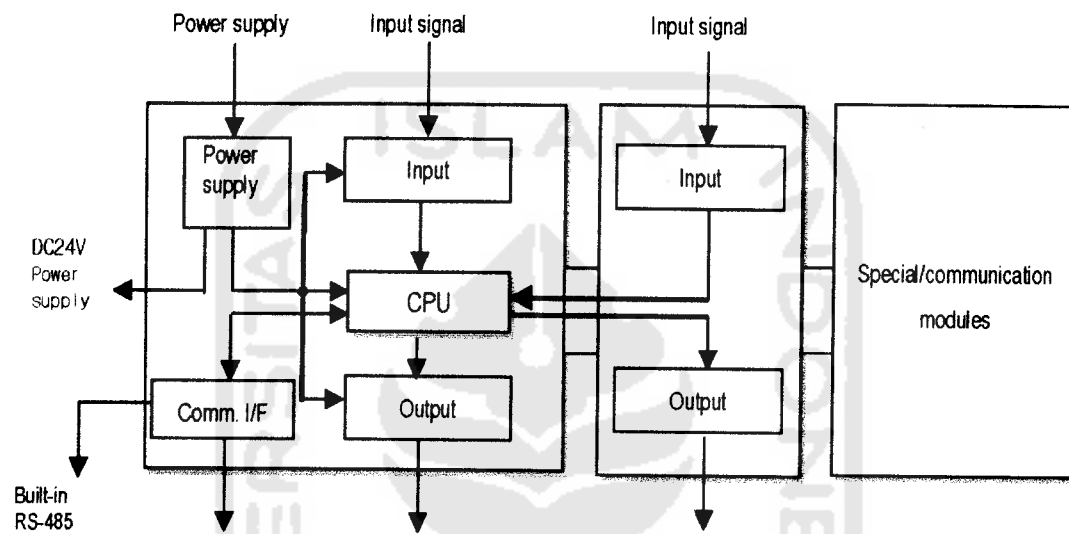 Power supply
Input signal
Input signal
Power
supply
Input
Input
DC24V
Power
supply
CPU
Special/communication
modules
Comm. I/F
Output
Output
Built-in
RS-485
ISLAM